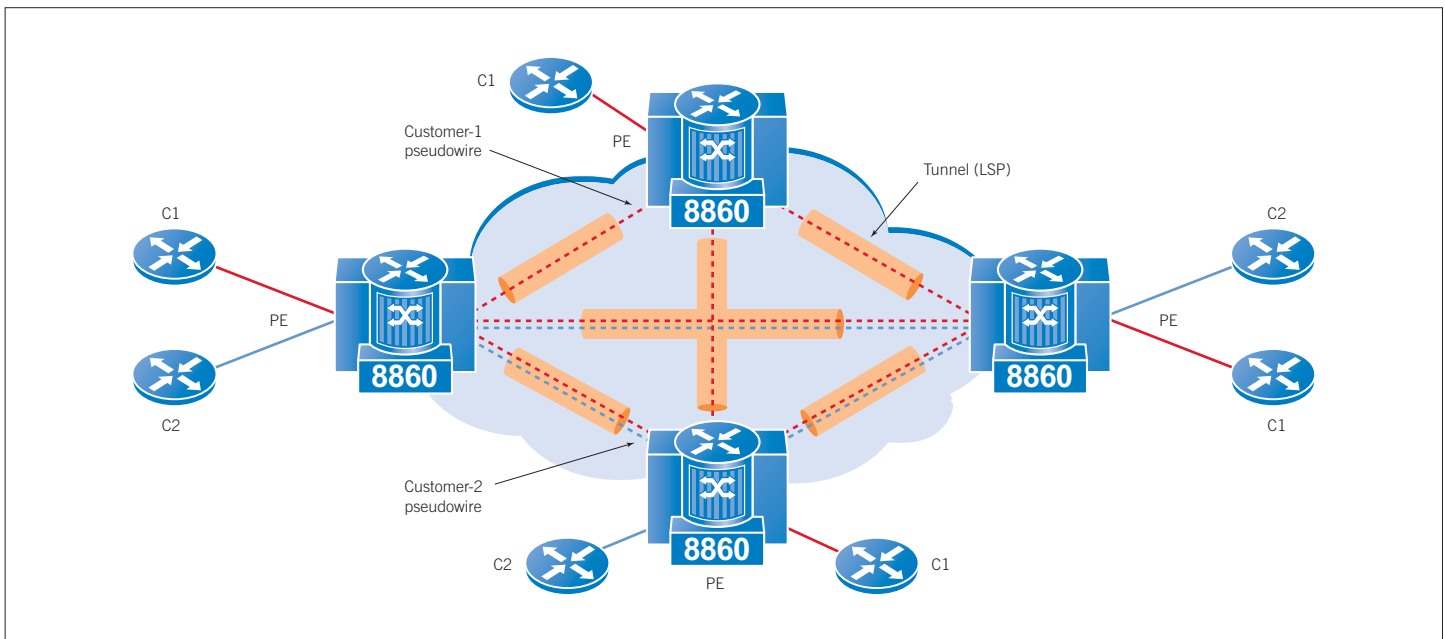 C1
PE
Customer-1
pseudowire
8860
Tunnel (LSP)
C1
C2
PE
8860
PE
8860
C2
C1
Customer-2
pseudowire
C2
8860
C1
PE